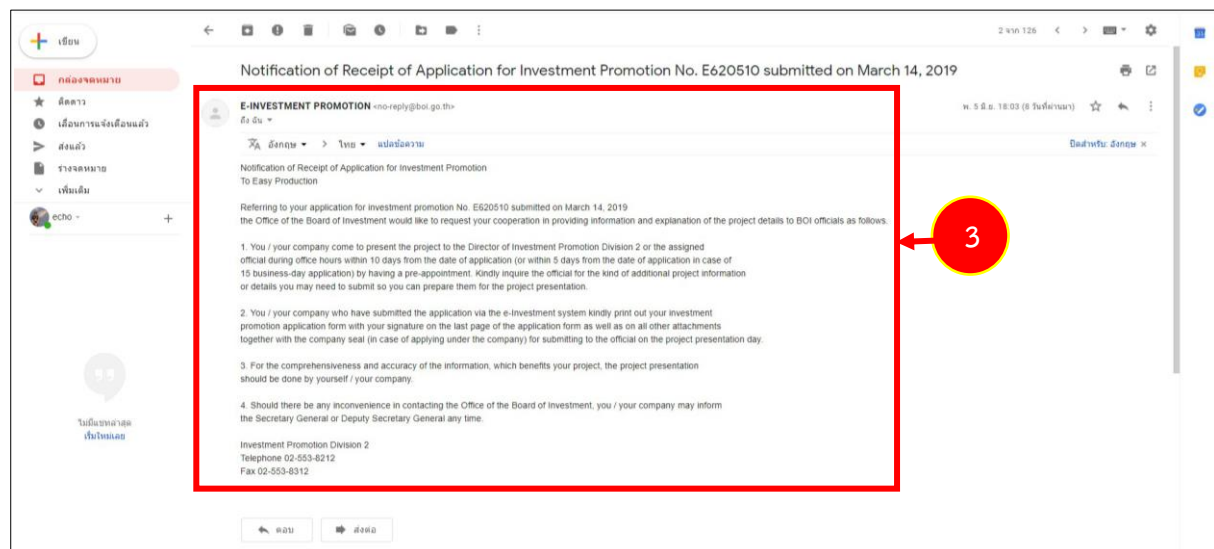 เขียน
2 จาก 126
กล่องจดหมาย
ติดดาว
เลื่อนการแจ้งเตือนแล้ว
ส่งแล้ว
ร่างจดหมาย
เพิ่มเติม
echo
ไม่มีแชทล่าสุด
เริ่มใหม่เลย
Notification of Receipt of Application for Investment Promotion No. E620510 submitted on March 14, 2019
E-INVESTMENT PROMOTION <no-reply@boi.go.th>
พ. 5 มิ.ย. 18:03 (8 วันที่ผ่านมา)
ถึง ฉัน
อังกฤษ > ไทย แปลข้อความ
ปิดสำหรับ: อังกฤษ ×
Notification of Receipt of Application for Investment Promotion
To Easy Production
Referring to your application for investment promotion No. E620510 submitted on March 14, 2019
the Office of the Board of Investment would like to request your cooperation in providing information and explanation of the project details to BOI officials as follows.
1. You / your company come to present the project to the Director of Investment Promotion Division 2 or the assigned
official during office hours within 10 days from the date of application (or within 5 days from the date of application in case of
15 business-day application) by having a pre-appointment. Kindly inquire the official for the kind of additional project information
or details you may need to submit so you can prepare them for the project presentation.
2. You / your company who have submitted the application via the e-Investment system kindly print out your investment
promotion application form with your signature on the last page of the application form as well as on all other attachments
together with the company seal (in case of applying under the company) for submitting to the official on the project presentation day.
3. For the comprehensiveness and accuracy of the information, which benefits your project, the project presentation
should be done by yourself / your company.
4. Should there be any inconvenience in contacting the Office of the Board of Investment, you / your company may inform
the Secretary General or Deputy Secretary General any time.
Investment Promotion Division 2
Telephone 02-553-8212
Fax 02-553-8312
3
ตอบ
ส่งต่อ